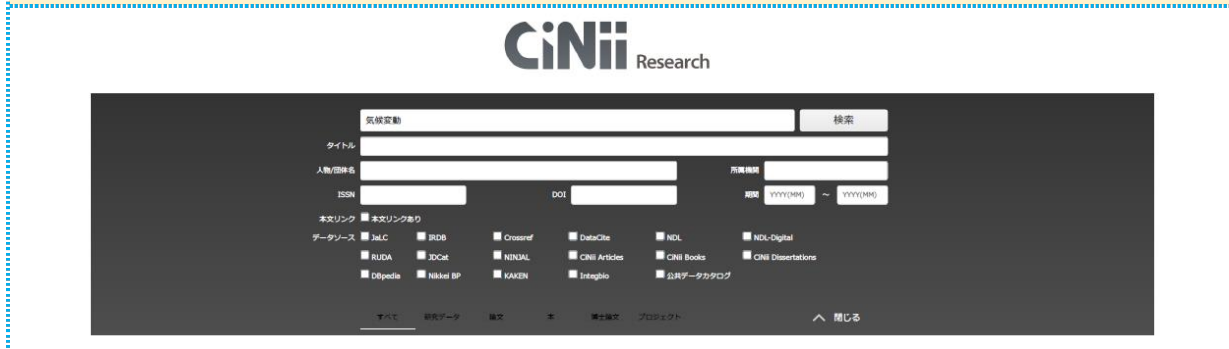 CiNii Research
気候変動 検索
タイトル
人物/団体名 所属機関
ISSN DOI 期間 YYYY(MM) ～ YYYY(MM)
本文リンク 本文リンクあり
データソース JaLC IRDB Crossref DataCite NDL NDL-Digital
RUDA JDCat NINJAL CiNii Articles CiNii Books CiNii Dissertations
DBpedia Nikkei BP KAKEN Integbio 公共データカタログ
すべて 研究データ 論文 本 博士論文 プロジェクト 閉じる